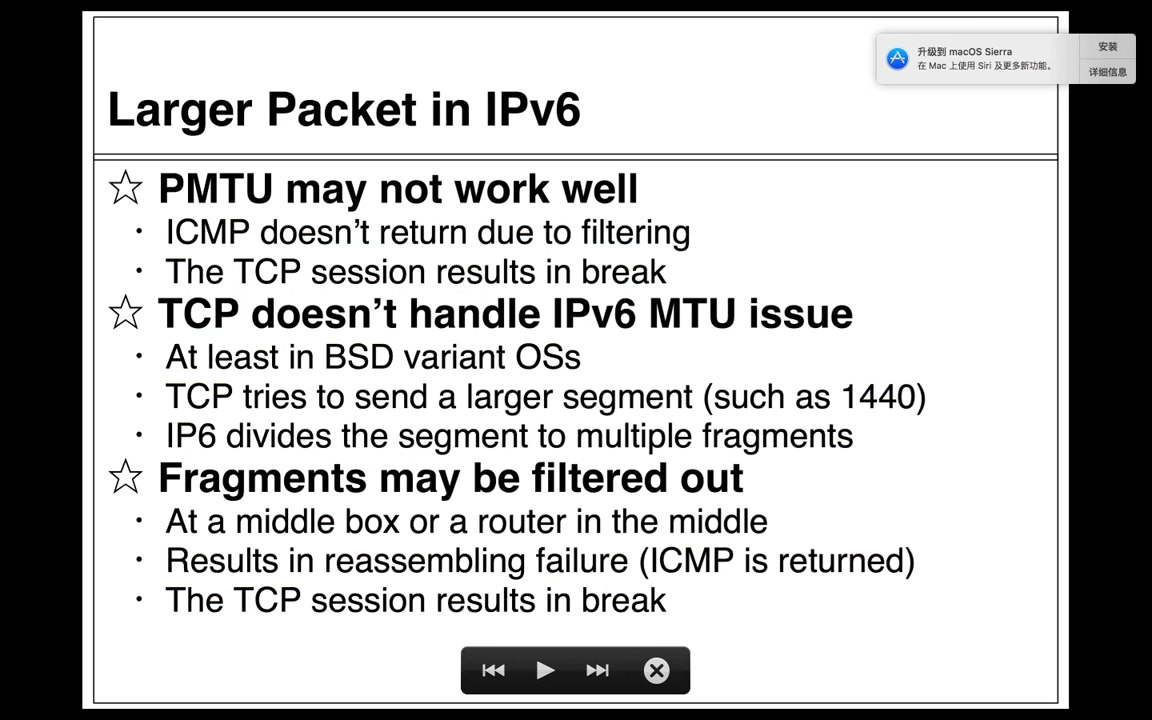 升级到 macOS Sierra
在 Mac 上使用 Siri 及更多新功能。
安装
详细信息
Larger Packet in IPv6
☆ PMTU may not work well
・ ICMP doesn’t return due to filtering
・ The TCP session results in break
☆ TCP doesn’t handle IPv6 MTU issue
・ At least in BSD variant OSs
・ TCP tries to send a larger segment (such as 1440)
・ IP6 divides the segment to multiple fragments
☆ Fragments may be filtered out
・ At a middle box or a router in the middle
・ Results in reassembling failure (ICMP is returned)
・ The TCP session results in break